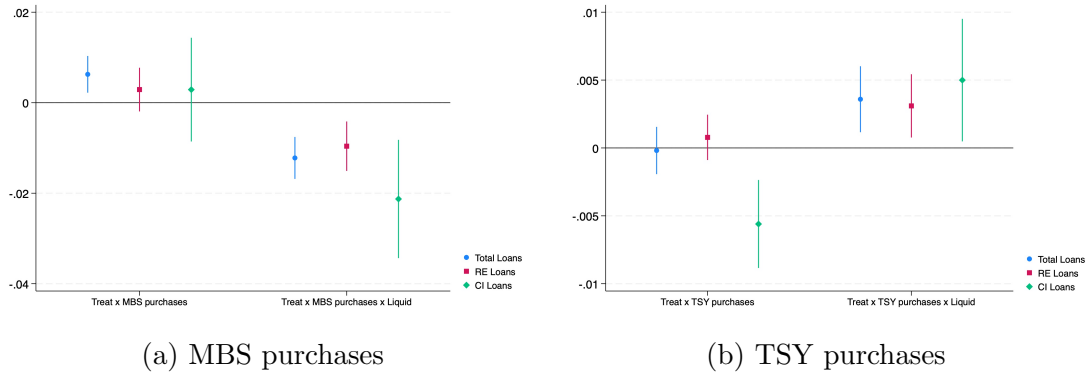 .02
0
-.02
-.04
Treat x MBS purchases
Treat x MBS purchases x Liquid
Total Loans
RE Loans
CI Loans
(a) MBS purchases
.01
.005
0
-.005
-.01
Treat x TSY purchases
Treat x TSY purchases x Liquid
Total Loans
RE Loans
CI Loans
(b) TSY purchases